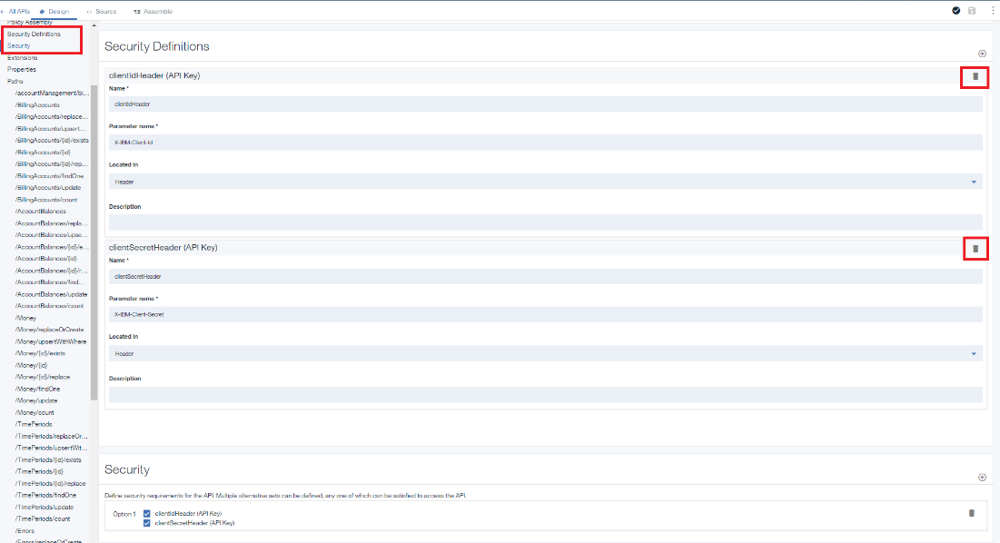 All APIs Design Source Assemble
Policy Assembly
Security Definitions
Security
Extensions
Properties
Paths
/accountManagement/bi...
/BillingAccounts
/BillingAccounts/replace...
/BillingAccounts/upsert...
/BillingAccounts/{id}/exists
/BillingAccounts/{id}
/BillingAccounts/{id}/rep...
/BillingAccounts/findOne
/BillingAccounts/update
/BillingAccounts/count
/AccountBalances
/AccountBalances/repla...
/AccountBalances/upse...
/AccountBalances/{id}/e...
/AccountBalances/{id}
/AccountBalances/{id}/r...
/AccountBalances/find...
/AccountBalances/update
/AccountBalances/count
/Money
/Money/replaceOrCreate
/Money/upsertWithWhere
/Money/{id}/exists
/Money/{id}
/Money/{id}/replace
/Money/findOne
/Money/update
/Money/count
/TimePeriods
/TimePeriods/replaceOr...
/TimePeriods/upsertWit...
/TimePeriods/{id}/exists
/TimePeriods/{id}
/TimePeriods/{id}/replace
/TimePeriods/findOne
/TimePeriods/update
/TimePeriods/count
/Errors
/Errors/replaceOrCreate
Security Definitions
clientIdHeader (API Key)
Name *
clientIdHeader
Parameter name *
X-IBM-Client-Id
Located In
Header
Description
clientSecretHeader (API Key)
Name *
clientSecretHeader
Parameter name *
X-IBM-Client-Secret
Located In
Header
Description
Security
Define security requirements for the API. Multiple alternative sets can be defined, any one of which can be satisfied to access the API.
Option 1 clientIdHeader (API Key)
clientSecretHeader (API Key)